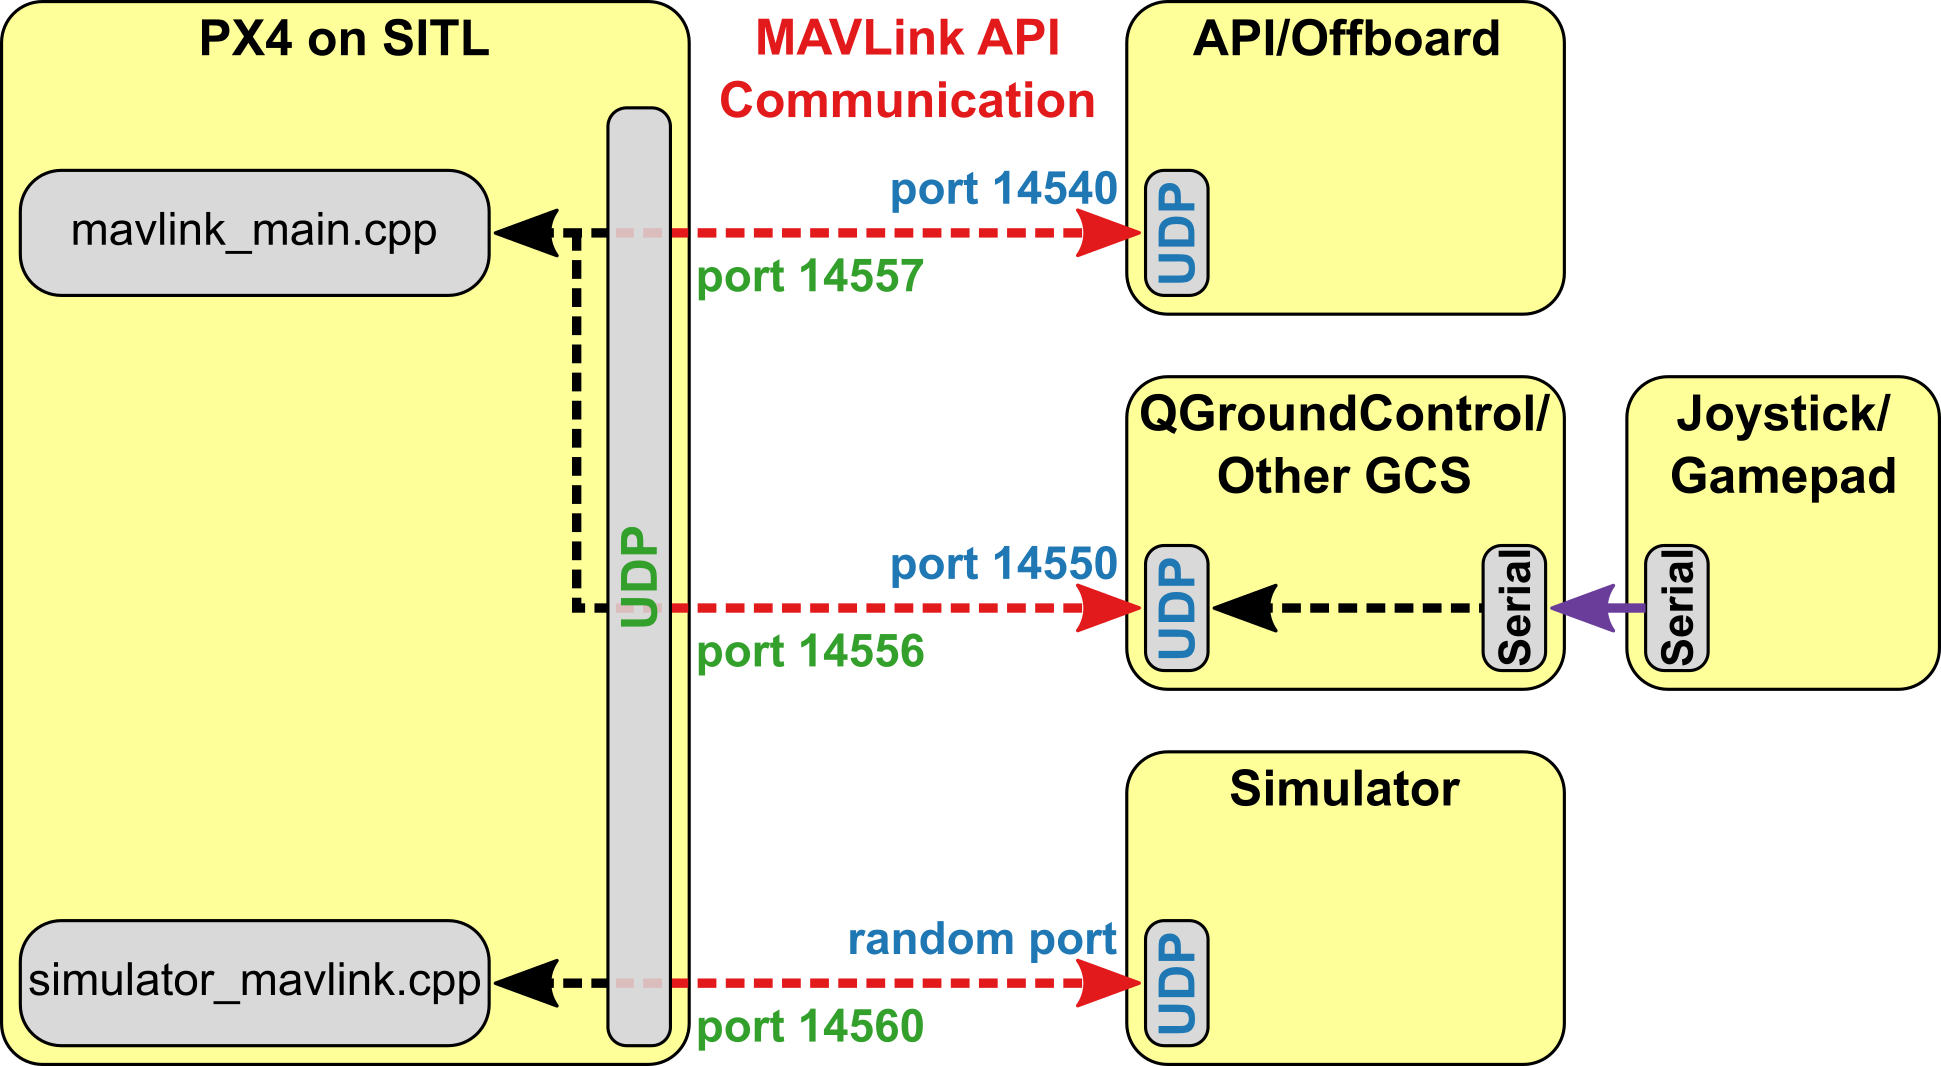 PX4 on SITL
mavlink_main.cpp
simulator_mavlink.cpp
UDP
MAVLink API
Communication
port 14540
port 14557
port 14550
port 14556
random port
port 14560
API/Offboard
UDP
QGroundControl/
Other GCS
UDP
Serial
Joystick/
Gamepad
Serial
Simulator
UDP